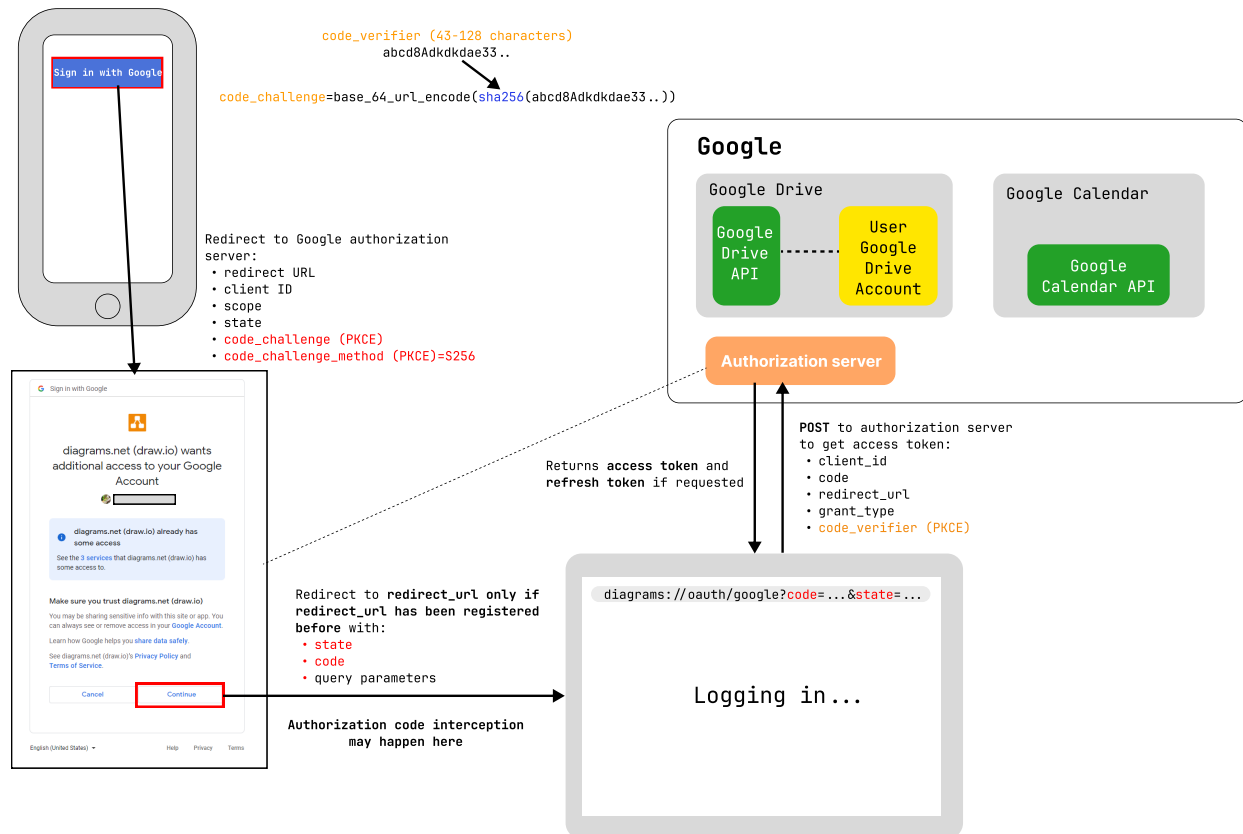 Sign in with Google
code_verifier (43-128 characters)
abcd8Adkdkdae33..
code_challenge=base_64_url_encode(sha256(abcd8Adkdkdae33..))
Redirect to Google authorization
server:
• redirect URL
• client ID
• scope
• state
• code_challenge (PKCE)
• code_challenge_method (PKCE)=S256
Google
Google Drive
Google
Drive
API
User
Google
Drive
Account
Google Calendar
Google
Calendar API
Authorization server
Returns access token and
refresh token if requested
POST to authorization server
to get access token:
• client_id
• code
• redirect_url
• grant_type
• code_verifier (PKCE)
G Sign in with Google
diagrams.net (draw.io) wants
additional access to your Google
Account
diagrams.net (draw.io) already has
some access
See the 3 services that diagrams.net (draw.io) has
some access to.
Make sure you trust diagrams.net (draw.io)
You may be sharing sensitive info with this site or app. You
can always see or remove access in your Google Account.
Learn how Google helps you share data safely.
See diagrams.net (draw.io)'s Privacy Policy and
Terms of Service.
Cancel
Continue
English (United States)
Help Privacy Terms
Redirect to redirect_url only if
redirect_url has been registered
before with:
• state
• code
• query parameters
Authorization code interception
may happen here
diagrams://oauth/google?code=...&state=...
Logging in...